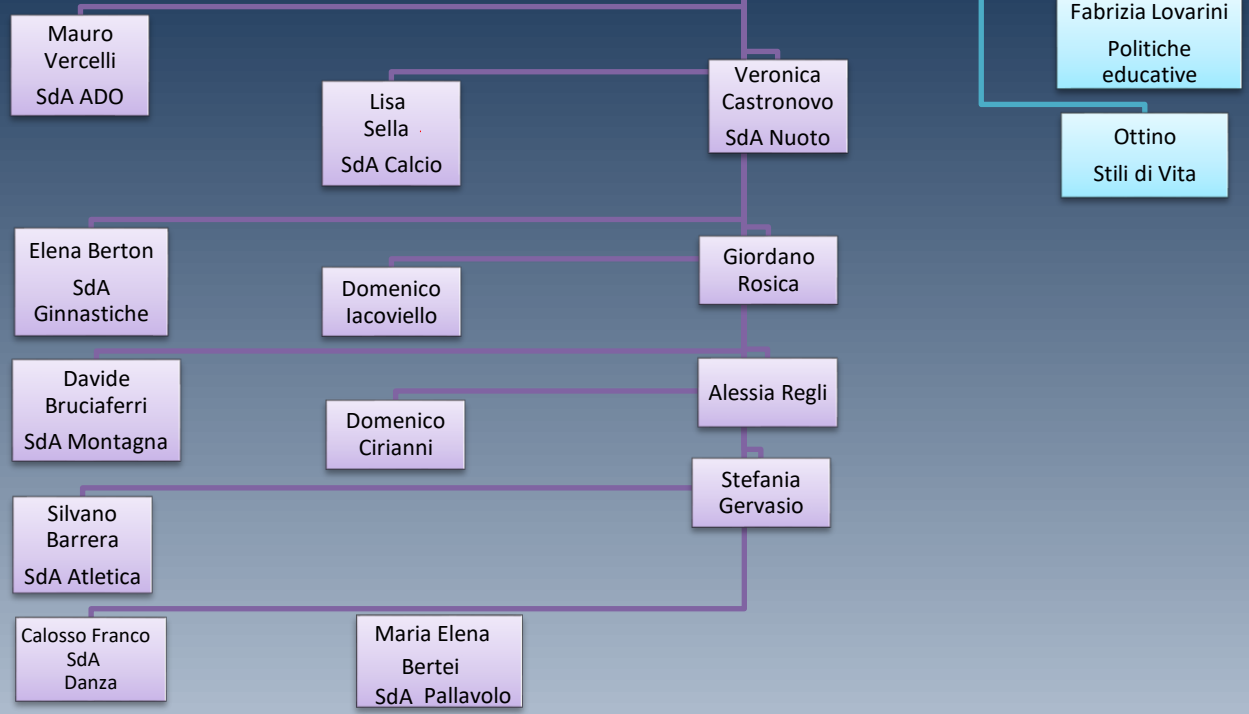 Fabrizia Lovarini
Politiche
educative
Mauro
Vercelli
SdA ADO
Lisa
Sella
SdA Calcio
Veronica
Castronovo
SdA Nuoto
Ottino
Stili di Vita
Elena Berton
SdA
Ginnastiche
Domenico
Iacoviello
Giordano
Rosica
Davide
Bruciaferri
SdA Montagna
Domenico
Cirianni
Alessia Regli
Stefania
Gervasio
Silvano
Barrera
SdA Atletica
Calosso Franco
SdA
Danza
Maria Elena
Bertei
SdA Pallavolo